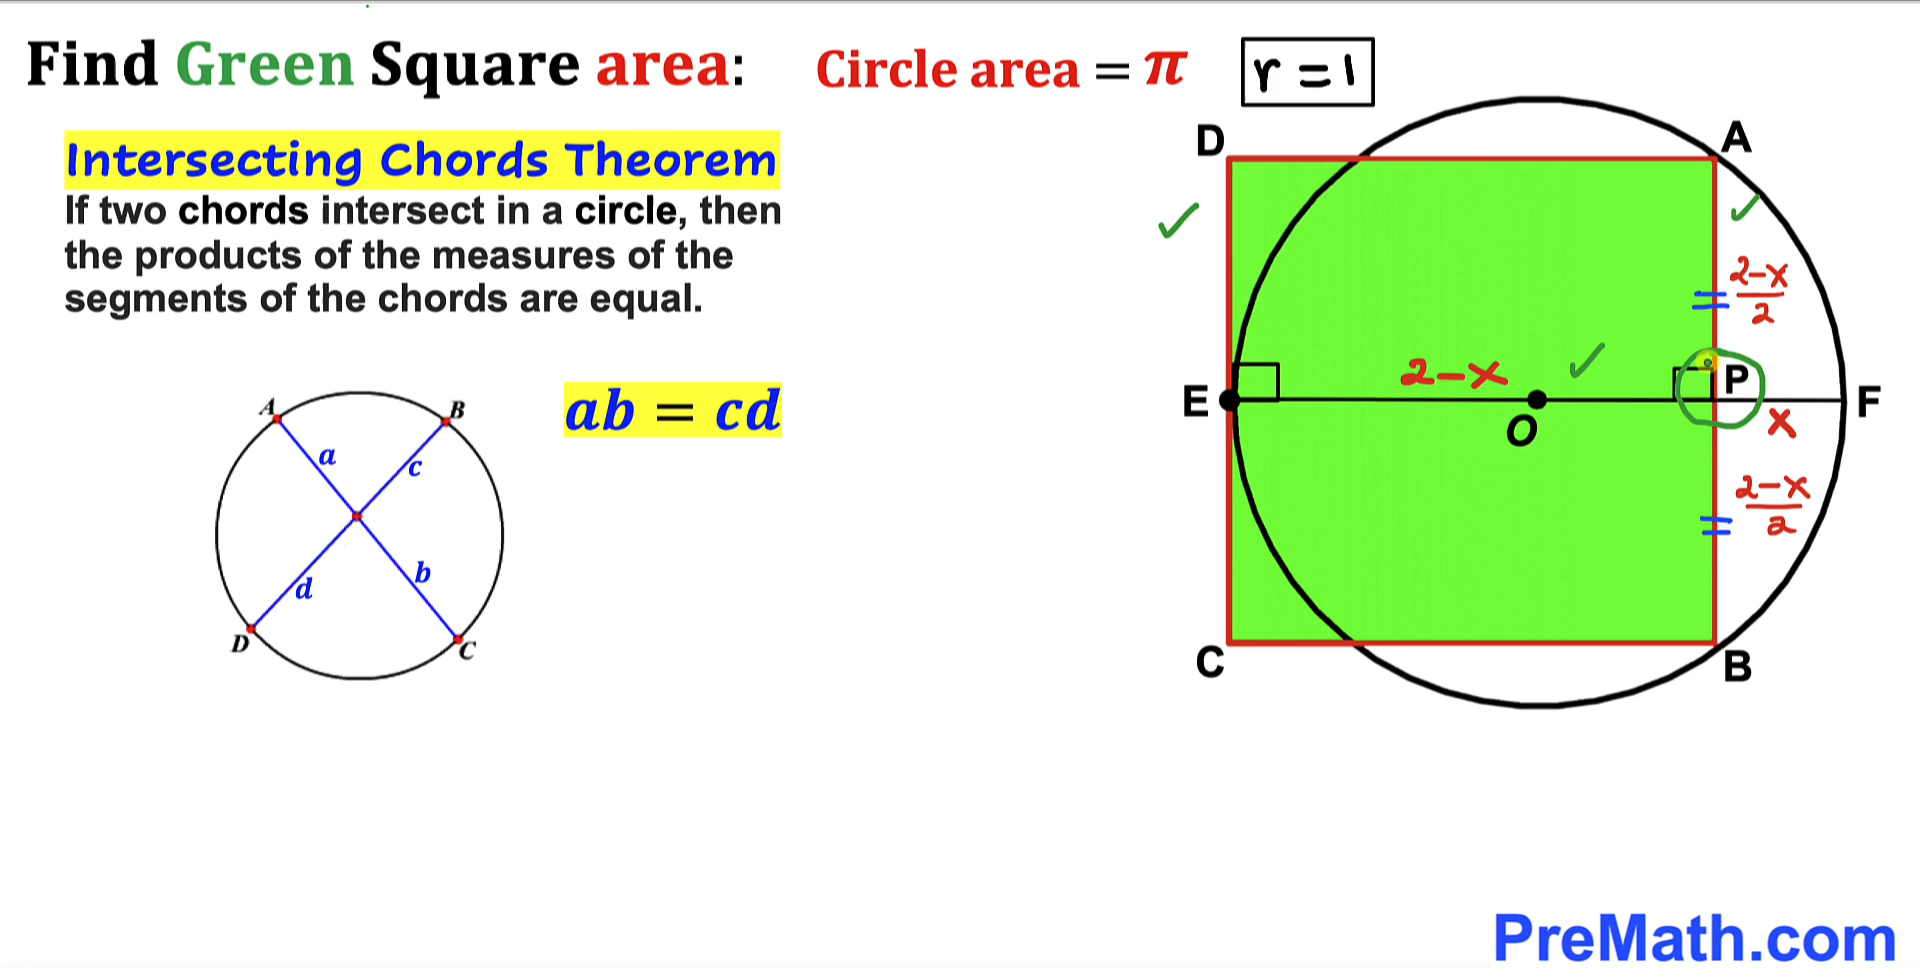 Find Green Square area: Circle area = π r = 1
Intersecting Chords Theorem
If two chords intersect in a circle, then
the products of the measures of the
segments of the chords are equal.
ab = cd
A
B
a
c
d
b
D
C
D
A
2-x
2
=
2-x
P
E
F
O
x
2-x
2
=
C
B
PreMath.com